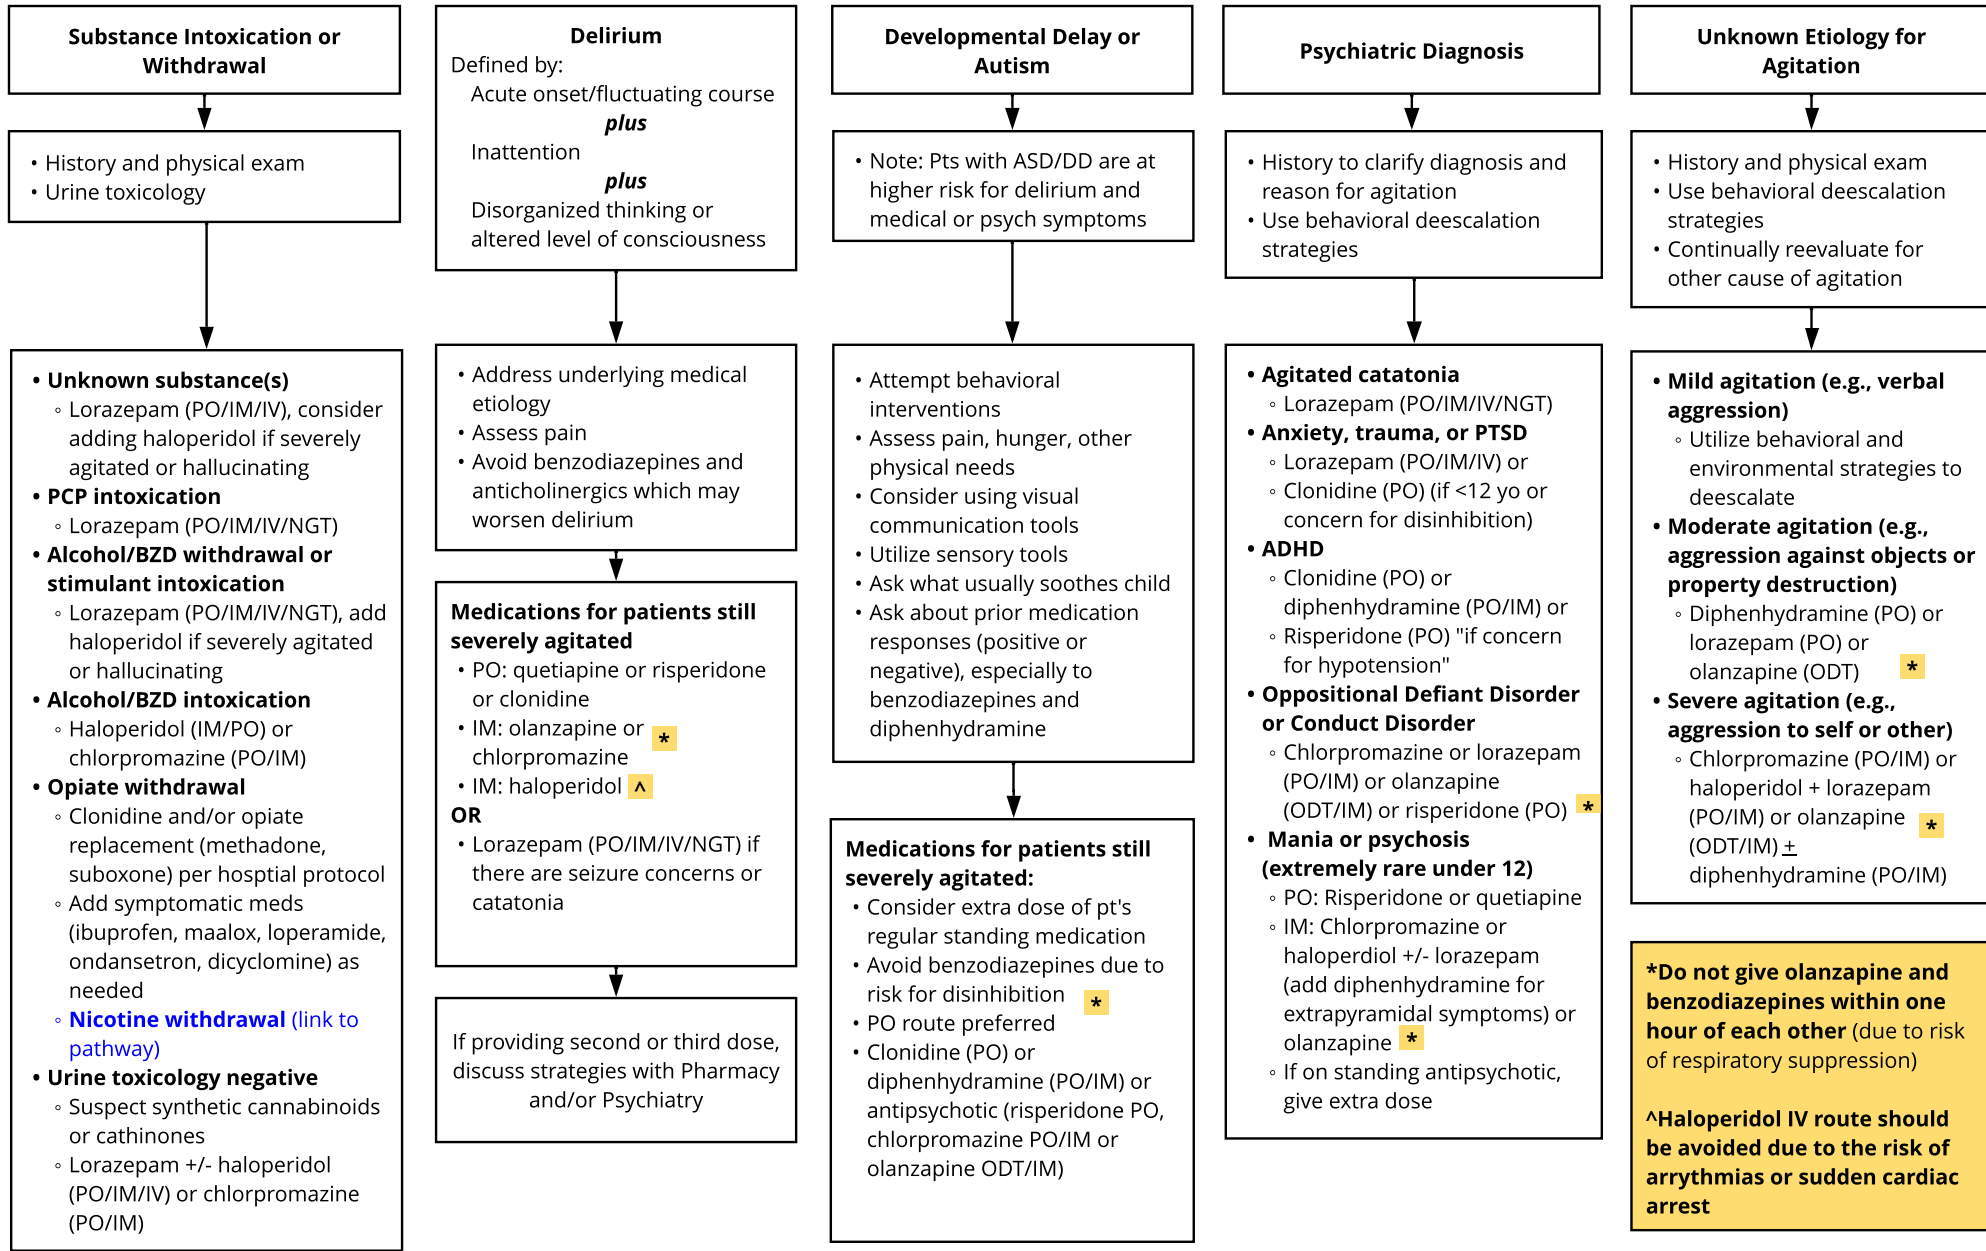 Substance Intoxication or
Withdrawal
• History and physical exam
• Urine toxicology
• Unknown substance(s)
◦ Lorazepam (PO/IM/IV), consider
adding haloperidol if severely
agitated or hallucinating
• PCP intoxication
◦ Lorazepam (PO/IM/IV/NGT)
• Alcohol/BZD withdrawal or
stimulant intoxication
◦ Lorazepam (PO/IM/IV/NGT), add
haloperidol if severely agitated
or hallucinating
• Alcohol/BZD intoxication
◦ Haloperidol (IM/PO) or
chlorpromazine (PO/IM)
• Opiate withdrawal
◦ Clonidine and/or opiate
replacement (methadone,
suboxone) per hosptial protocol
◦ Add symptomatic meds
(ibuprofen, maalox, loperamide,
ondansetron, dicyclomine) as
needed
◦ Nicotine withdrawal (link to
pathway)
• Urine toxicology negative
◦ Suspect synthetic cannabinoids
or cathinones
◦ Lorazepam +/- haloperidol
(PO/IM/IV) or chlorpromazine
(PO/IM)
Delirium
Defined by:
Acute onset/fluctuating course
plus
Inattention
plus
Disorganized thinking or
altered level of consciousness
• Address underlying medical
etiology
• Assess pain
• Avoid benzodiazepines and
anticholinergics which may
worsen delirium
Medications for patients still
severely agitated
• PO: quetiapine or risperidone
or clonidine
• IM: olanzapine or
chlorpromazine *
• IM: haloperidol ^
OR
• Lorazepam (PO/IM/IV/NGT) if
there are seizure concerns or
catatonia
If providing second or third dose,
discuss strategies with Pharmacy
and/or Psychiatry
Developmental Delay or
Autism
• Note: Pts with ASD/DD are at
higher risk for delirium and
medical or psych symptoms
• Attempt behavioral
interventions
• Assess pain, hunger, other
physical needs
• Consider using visual
communication tools
• Utilize sensory tools
• Ask what usually soothes child
• Ask about prior medication
responses (positive or
negative), especially to
benzodiazepines and
diphenhydramine
Medications for patients still
severely agitated:
• Consider extra dose of pt's
regular standing medication
• Avoid benzodiazepines due to
risk for disinhibition *
• PO route preferred
• Clonidine (PO) or
diphenhydramine (PO/IM) or
antipsychotic (risperidone PO,
chlorpromazine PO/IM or
olanzapine ODT/IM)
Psychiatric Diagnosis
• History to clarify diagnosis and
reason for agitation
• Use behavioral deescalation
strategies
• Agitated catatonia
◦ Lorazepam (PO/IM/IV/NGT)
• Anxiety, trauma, or PTSD
◦ Lorazepam (PO/IM/IV) or
◦ Clonidine (PO) (if <12 yo or
concern for disinhibition)
• ADHD
◦ Clonidine (PO) or
diphenhydramine (PO/IM) or
◦ Risperidone (PO) "if concern
for hypotension"
• Oppositional Defiant Disorder
or Conduct Disorder
◦ Chlorpromazine or lorazepam
(PO/IM) or olanzapine
(ODT/IM) or risperidone (PO) *
• Mania or psychosis
(extremely rare under 12)
◦ PO: Risperidone or quetiapine
◦ IM: Chlorpromazine or
haloperdiol +/- lorazepam
(add diphenhydramine for
extrapyramidal symptoms) or
olanzapine *
◦ If on standing antipsychotic,
give extra dose
Unknown Etiology for
Agitation
• History and physical exam
• Use behavioral deescalation
strategies
• Continually reevaluate for
other cause of agitation
• Mild agitation (e.g., verbal
aggression)
◦ Utilize behavioral and
environmental strategies to
deescalate
• Moderate agitation (e.g.,
aggression against objects or
property destruction)
◦ Diphenhydramine (PO) or
lorazepam (PO) or
olanzapine (ODT) *
• Severe agitation (e.g.,
aggression to self or other)
◦ Chlorpromazine (PO/IM) or
haloperidol + lorazepam
(PO/IM) or olanzapine *
(ODT/IM) +
diphenhydramine (PO/IM)
*Do not give olanzapine and
benzodiazepines within one
hour of each other (due to risk
of respiratory suppression)
^Haloperidol IV route should
be avoided due to the risk of
arrythmias or sudden cardiac
arrest